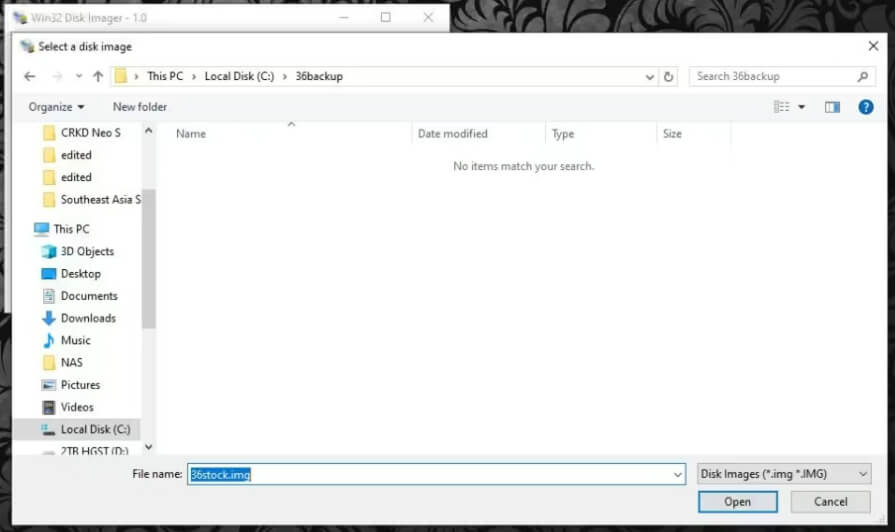 Win32 Disk Imager - 1.0
Select a disk image
This PC > Local Disk (C:) > 36backup
Search 36backup
Organize
New folder
Name
Date modified
Type
Size
No items match your search.
CRKD Neo S
edited
edited
Southeast Asia S
This PC
3D Objects
Desktop
Documents
Downloads
Music
NAS
Pictures
Videos
Local Disk (C:)
2TB HGST (D:)
File name:
36stock.img
Disk Images (*.img *.IMG)
Open
Cancel